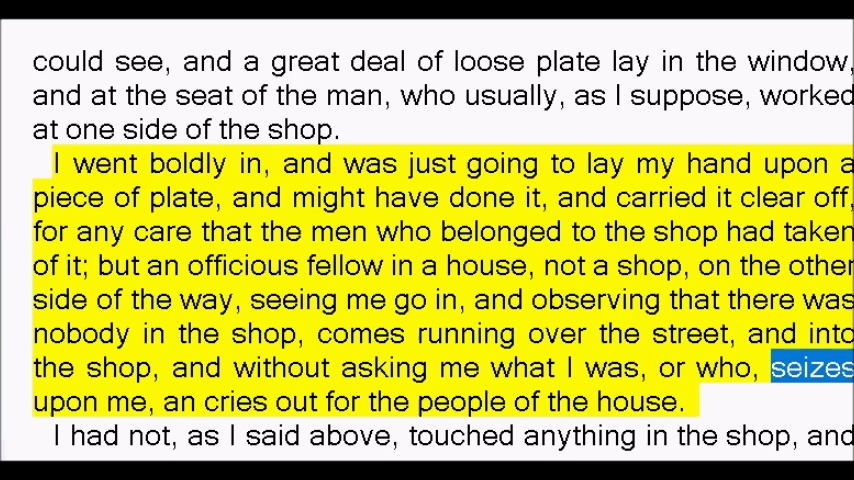 could see, and a great deal of loose plate lay in the window,
and at the seat of the man, who usually, as I suppose, worked
at one side of the shop.
I went boldly in, and was just going to lay my hand upon a
piece of plate, and might have done it, and carried it clear off,
for any care that the men who belonged to the shop had taken
of it; but an officious fellow in a house, not a shop, on the other
side of the way, seeing me go in, and observing that there was
nobody in the shop, comes running over the street, and into
the shop, and without asking me what I was, or who, seizes
upon me, an cries out for the people of the house.
I had not, as I said above, touched anything in the shop, and